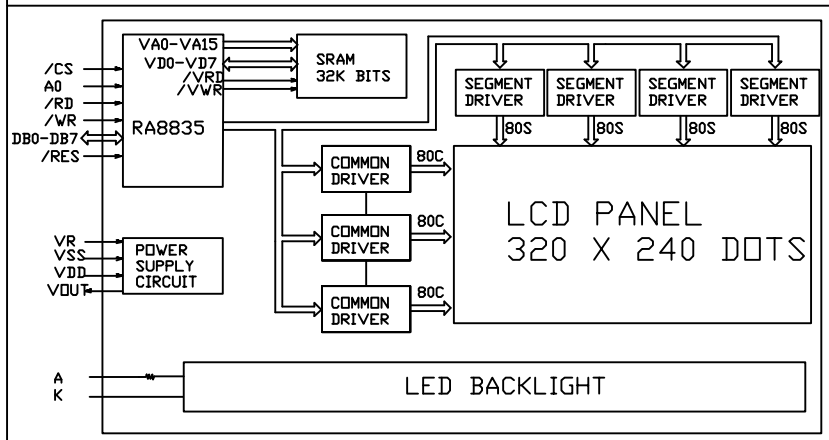 /CS
A0
/RD
/WR
DB0-DB7
/RES
VA0-VA15
VD0-VD7
/VRD
/VWR
RA8835
SRAM
32K BITS
SEGMENT
DRIVER
SEGMENT
DRIVER
SEGMENT
DRIVER
SEGMENT
DRIVER
80S
80S
80S
80S
COMMON
DRIVER
80C
COMMON
DRIVER
80C
COMMON
DRIVER
80C
LCD PANEL
320 X 240 DOTS
VR
VSS
VDD
VOUT
POWER
SUPPLY
CIRCUIT
A
K
LED BACKLIGHT